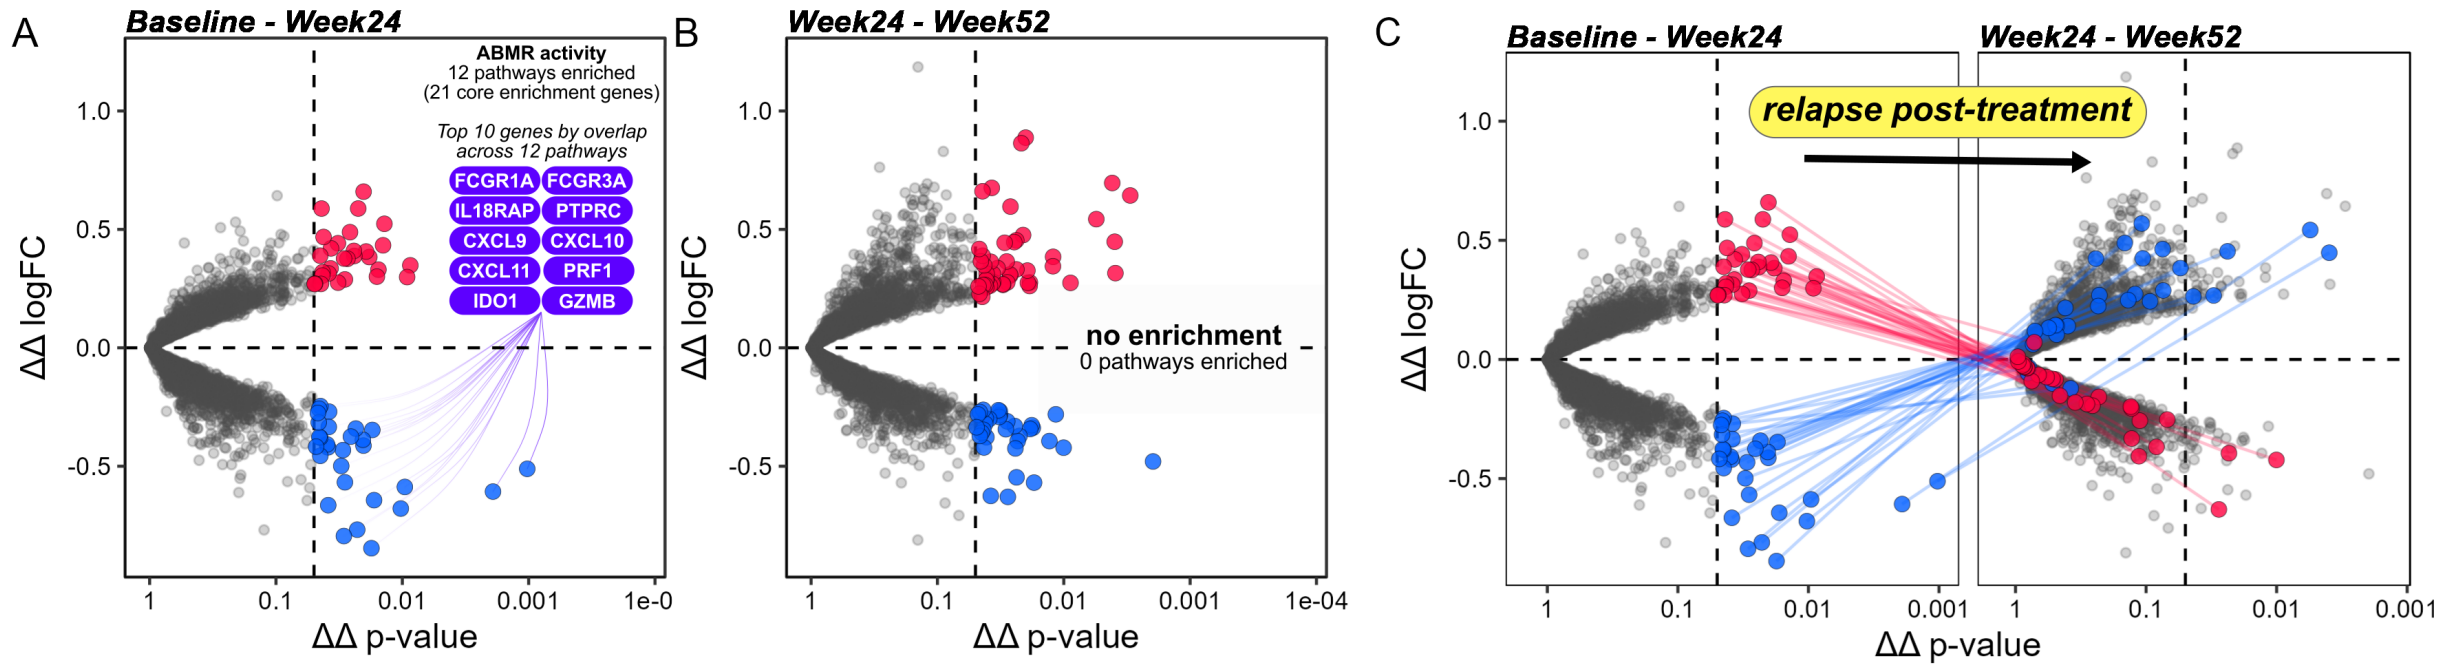 A
Baseline - Week24
ABMR activity
12 pathways enriched
(21 core enrichment genes)
Top 10 genes by overlap
across 12 pathways
FCGR1A FCGR3A
IL18RAP PTPRC
CXCL9 CXCL10
CXCL11 PRF1
IDO1 GZMB
1.0
0.5
0.0
-0.5
ΔΔ logFC
1 0.1 0.01 0.001 1e-0
ΔΔ p-value
B
Week24 - Week52
no enrichment
0 pathways enriched
1.0
0.5
0.0
-0.5
ΔΔ logFC
1 0.1 0.01 0.001 1e-04
ΔΔ p-value
C
Baseline - Week24 Week24 - Week52
relapse post-treatment
1.0
0.5
0.0
-0.5
ΔΔ logFC
1 0.1 0.01 0.001 1 0.1 0.01 0.001
ΔΔ p-value